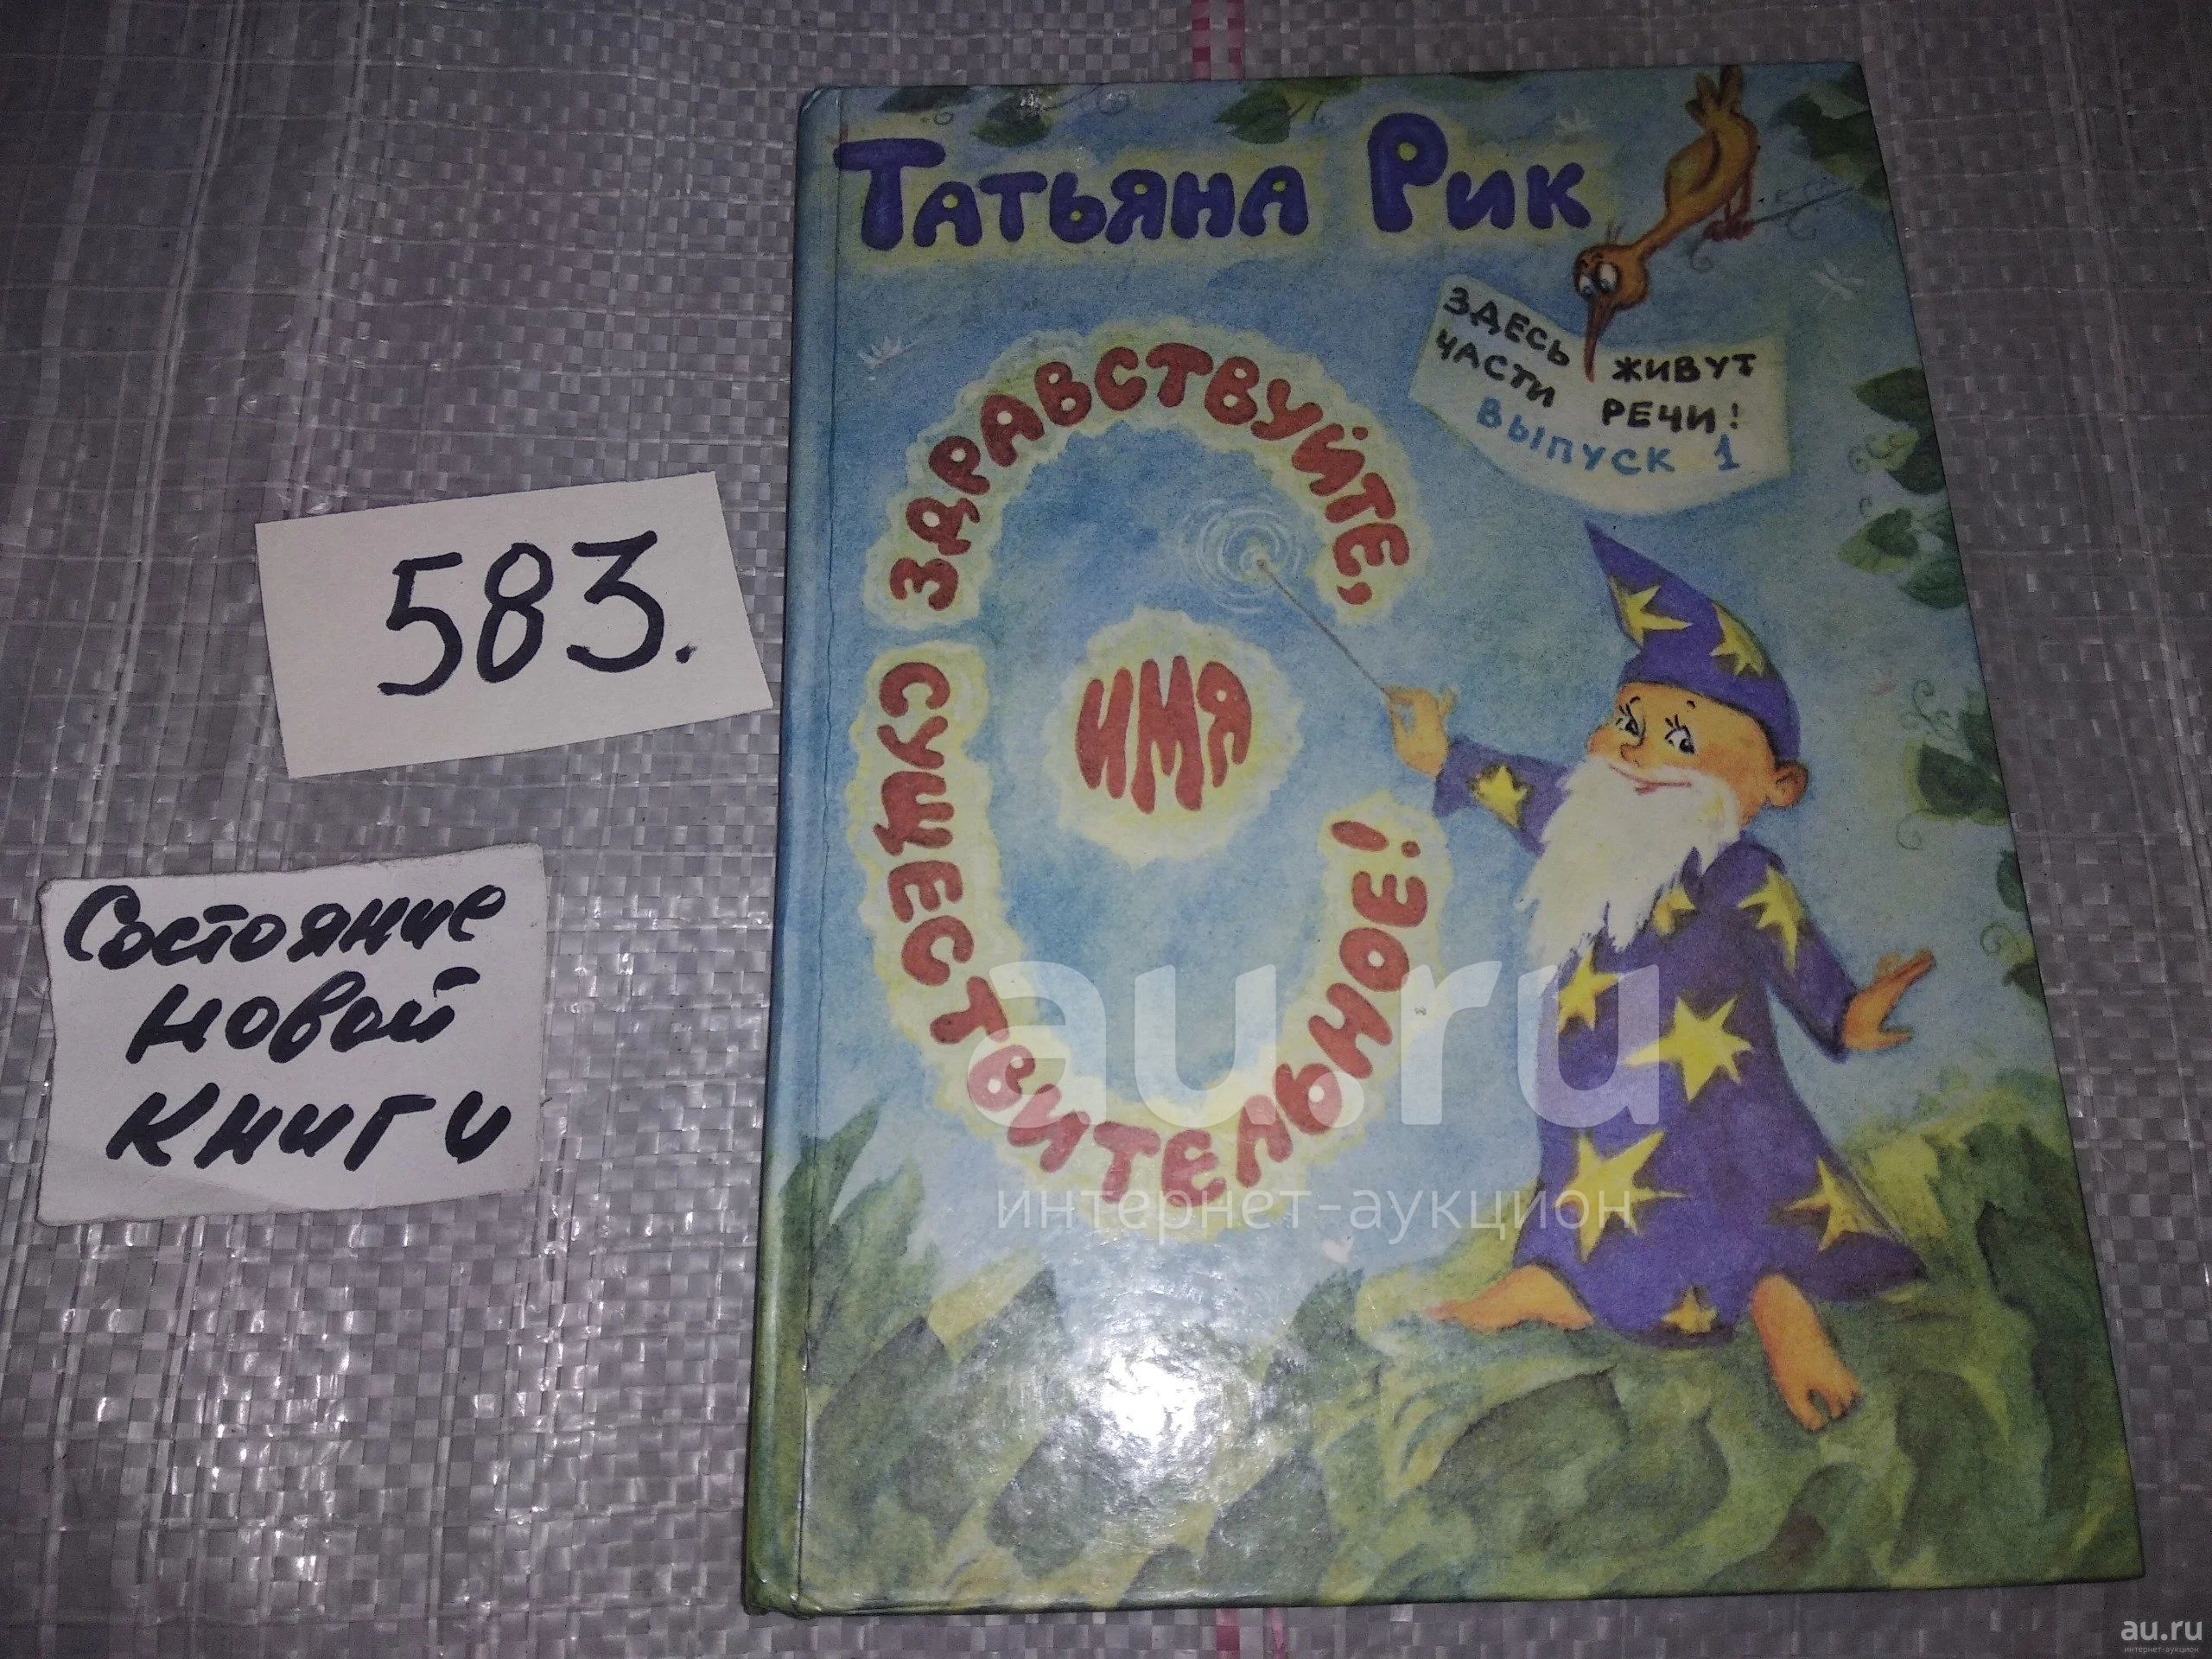 Татьяна Рик
ЗДЕСЬ ЖИВУТ
ЧАСТИ РЕЧИ!
ВЫПУСК 1
ЗДРАВСТВУЙТЕ,
ИМЯ
СУЩЕСТВИТЕЛЬНОЕ!
583.
Состояние
новой
книги
au.ru
интернет-аукцион
au.ru
интернет-аукцион